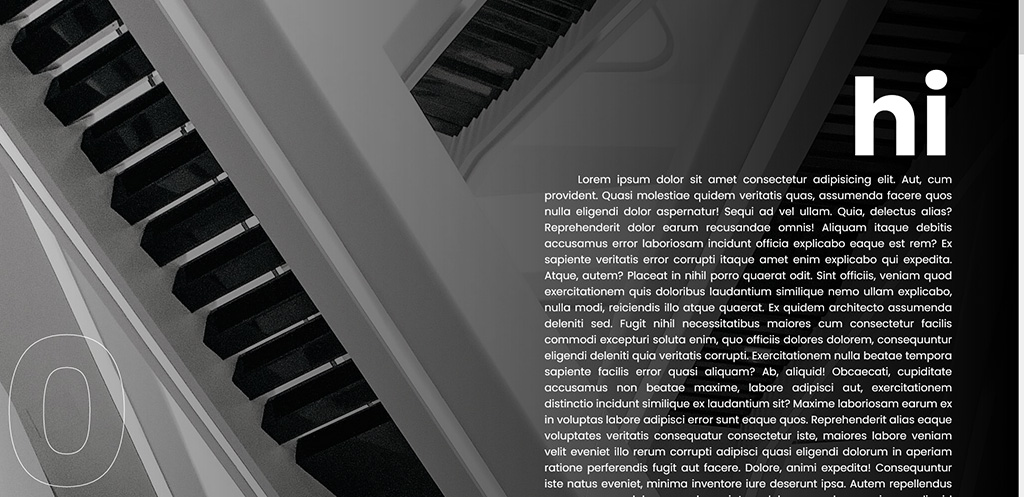 hi
Lorem ipsum dolor sit amet consectetur adipisicing elit. Aut, cum
provident. Quasi molestiae quidem veritatis quas, assumenda facere quos
nulla eligendi dolor aspernatur! Sequi ad vel ullam. Quia, delectus alias?
Reprehenderit dolor earum recusandae omnis! Aliquam itaque debitis
accusamus error laboriosam incidunt officia explicabo eaque est rem? Ex
sapiente veritatis error corrupti itaque amet enim explicabo qui expedita.
Atque, autem? Placeat in nihil porro quaerat odit. Sint officiis, veniam quod
exercitationem quis doloribus laudantium similique nemo ullam explicabo,
nulla modi, reiciendis illo atque quaerat. Ex quidem architecto assumenda
deleniti sed. Fugit nihil necessitatibus maiores cum consectetur facilis
commodi excepturi soluta enim, quo officiis dolores dolorem, consequuntur
eligendi deleniti quia veritatis corrupti. Exercitationem nulla beatae tempora
sapiente facilis error quasi aliquam? Ab, aliquid! Obcaecati, cupiditate
accusamus non beatae maxime, labore adipisci aut, exercitationem
distinctio incidunt similique ex laudantium sit? Maxime laboriosam earum ex
in voluptas labore adipisci error sunt eaque quos. Reprehenderit alias eaque
voluptates veritatis consequatur consectetur iste, maiores labore veniam
velit eveniet illo rerum corrupti adipisci quasi eligendi dolorum in aperiam
ratione perferendis fugit aut facere. Dolore, animi expedita! Consequuntur
iste natus eveniet, minima inventore iure deserunt ipsa. Autem repellendus
0